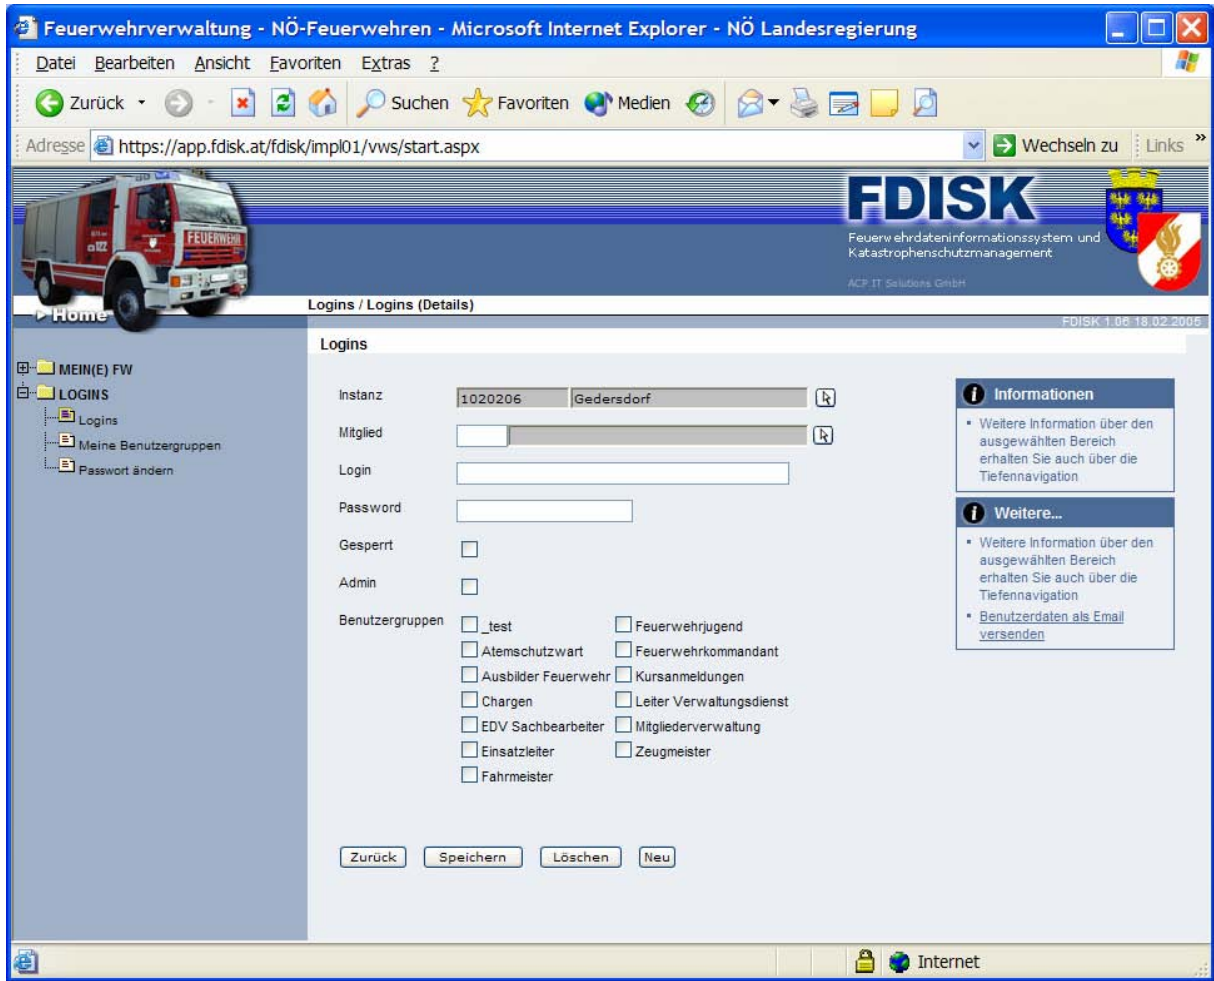 Feuerwehrverwaltung - NÖ-Feuerwehren - Microsoft Internet Explorer - NÖ Landesregierung
Datei Bearbeiten Ansicht Favoriten Extras ?
Zurück Suchen Favoriten Medien
Adresse https://app.fdisk.at/fdisk/impl01/vws/start.aspx Wechseln zu Links »
FEUERWEHR
FDISK
Feuerwehrdateninformationssystem und
Katastrophenschutzmanagement
ACP IT Solutions GmbH
Home
Logins / Logins (Details)
FDISK 1.06 18.02.2005
MEIN(E) FW
LOGINS
Logins
Meine Benutzergruppen
Passwort ändern
Logins
Instanz 1020206 Gedersdorf
Mitglied
Login
Password
Gesperrt
Admin
Benutzergruppen
_test Feuerwehrjugend
Atemschutzwart Feuerwehrkommandant
Ausbilder Feuerwehr Kursanmeldungen
Chargen Leiter Verwaltungsdienst
EDV Sachbearbeiter Mitgliederverwaltung
Einsatzleiter Zeugmeister
Fahrmeister
Zurück Speichern Löschen Neu
Informationen
Weitere Information über den
ausgewählten Bereich
erhalten Sie auch über die
Tiefennavigation
Weitere...
Weitere Information über den
ausgewählten Bereich
erhalten Sie auch über die
Tiefennavigation
Benutzerdaten als Email
versenden
Internet